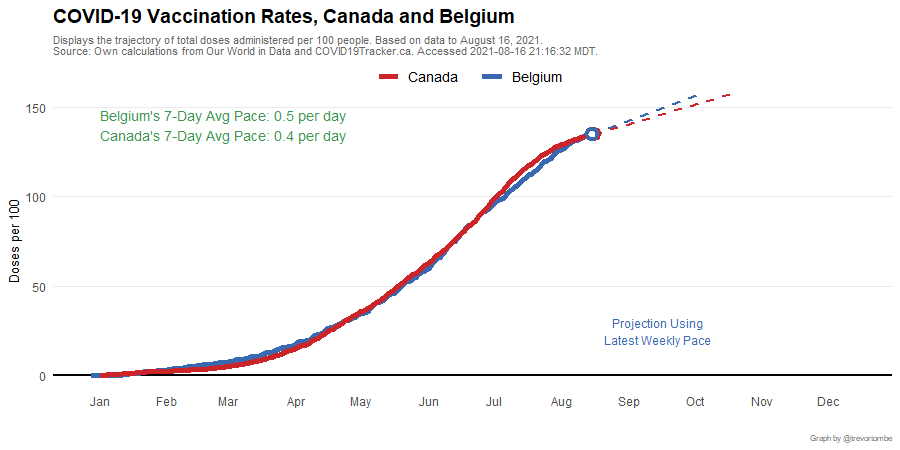 COVID-19 Vaccination Rates, Canada and Belgium
Displays the trajectory of total doses administered per 100 people. Based on data to August 16, 2021.
Source: Own calculations from Our World in Data and COVID19Tracker.ca. Accessed 2021-08-16 21:16:32 MDT.
Canada Belgium
150
Belgium's 7-Day Avg Pace: 0.5 per day
Canada's 7-Day Avg Pace: 0.4 per day
100
Doses per 100
50
Projection Using
Latest Weekly Pace
0
Jan Feb Mar Apr May Jun Jul Aug Sep Oct Nov Dec
Graph by @trevortombe